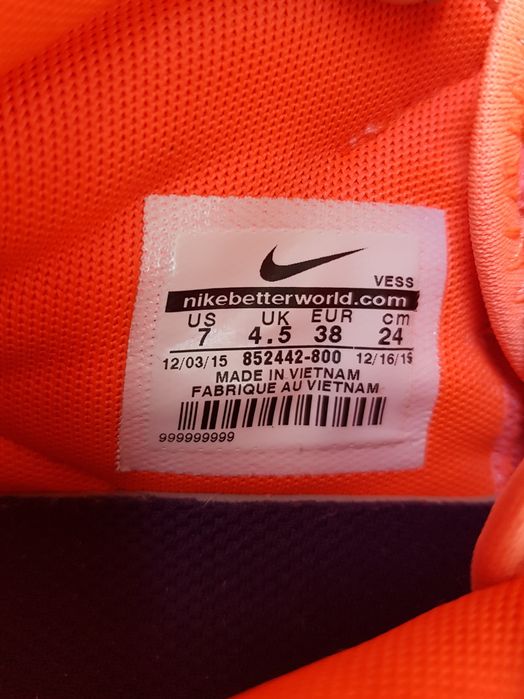 VESS
nikebetterworld.com
US UK EUR cm
7 4.5 38 24
12/03/15 852442-800 12/16/15
MADE IN VIETNAM
FABRIQUE AU VIETNAM
999999999